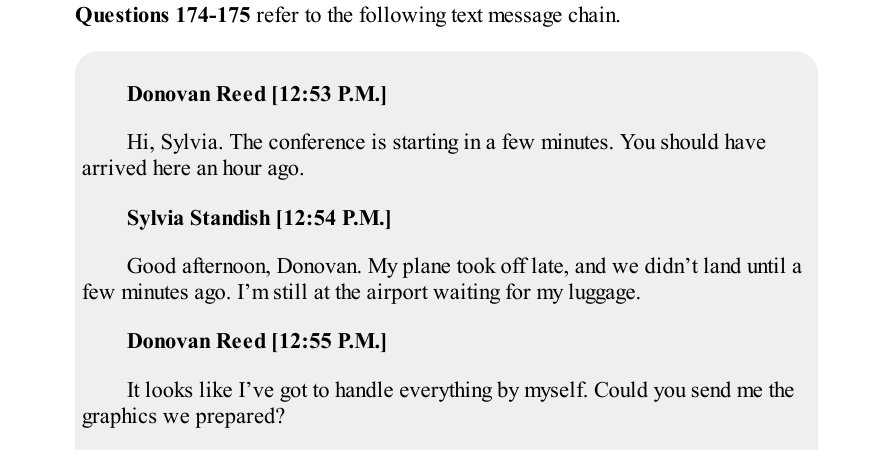 Questions 174-175 refer to the following text message chain.
Donovan Reed [12:53 P.M.]
Hi, Sylvia. The conference is starting in a few minutes. You should have
arrived here an hour ago.
Sylvia Standish [12:54 P.M.]
Good afternoon, Donovan. My plane took off late, and we didn’t land until a
few minutes ago. I’m still at the airport waiting for my luggage.
Donovan Reed [12:55 P.M.]
It looks like I’ve got to handle everything by myself. Could you send me the
graphics we prepared?